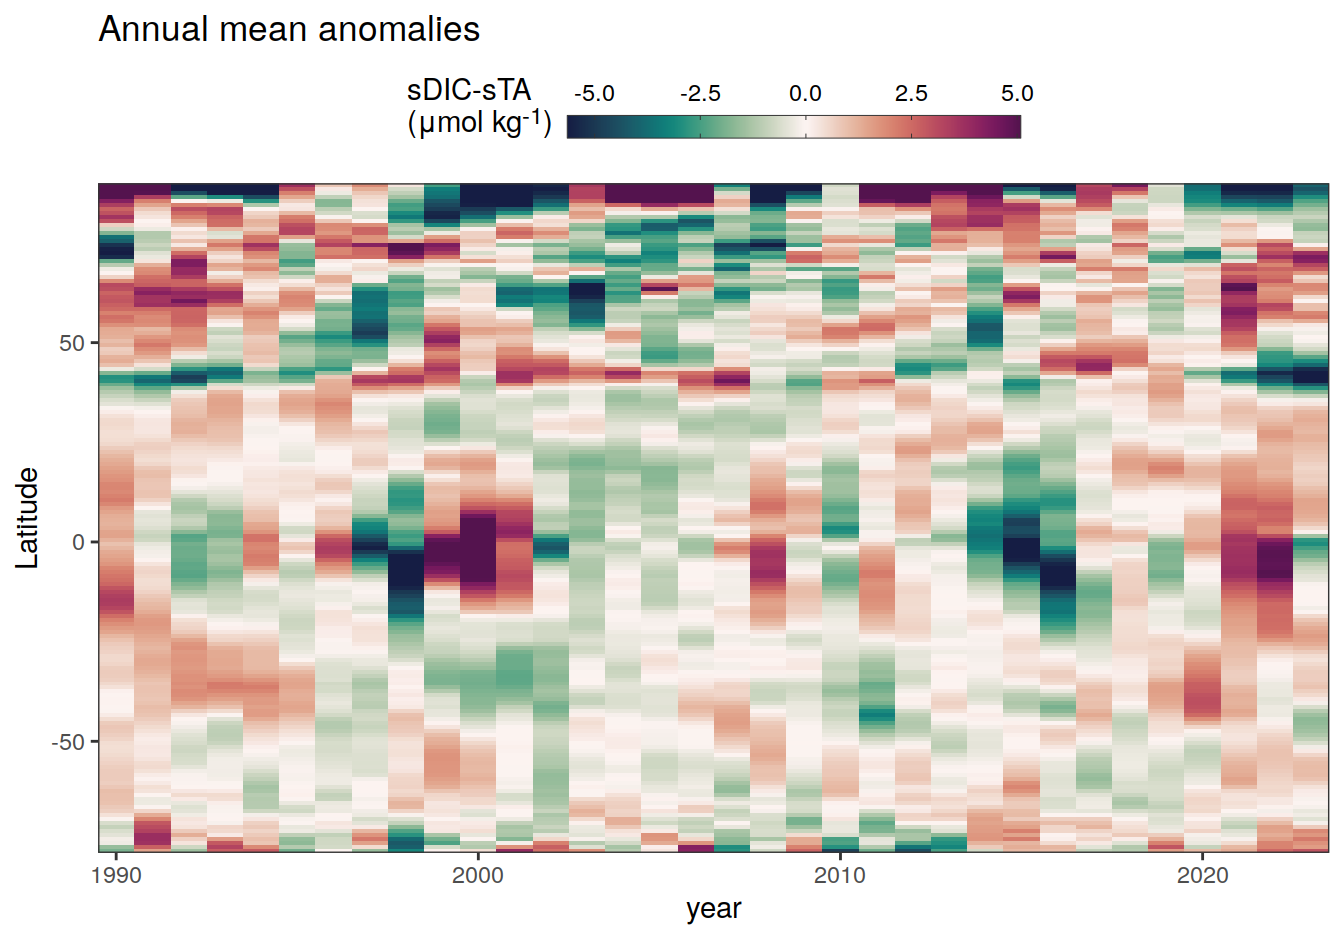 Annual mean anomalies
sDIC-sTA
(µmol kg⁻¹)
-5.0 -2.5 0.0 2.5 5.0
Latitude
50
0
-50
1990 2000 2010 2020
year